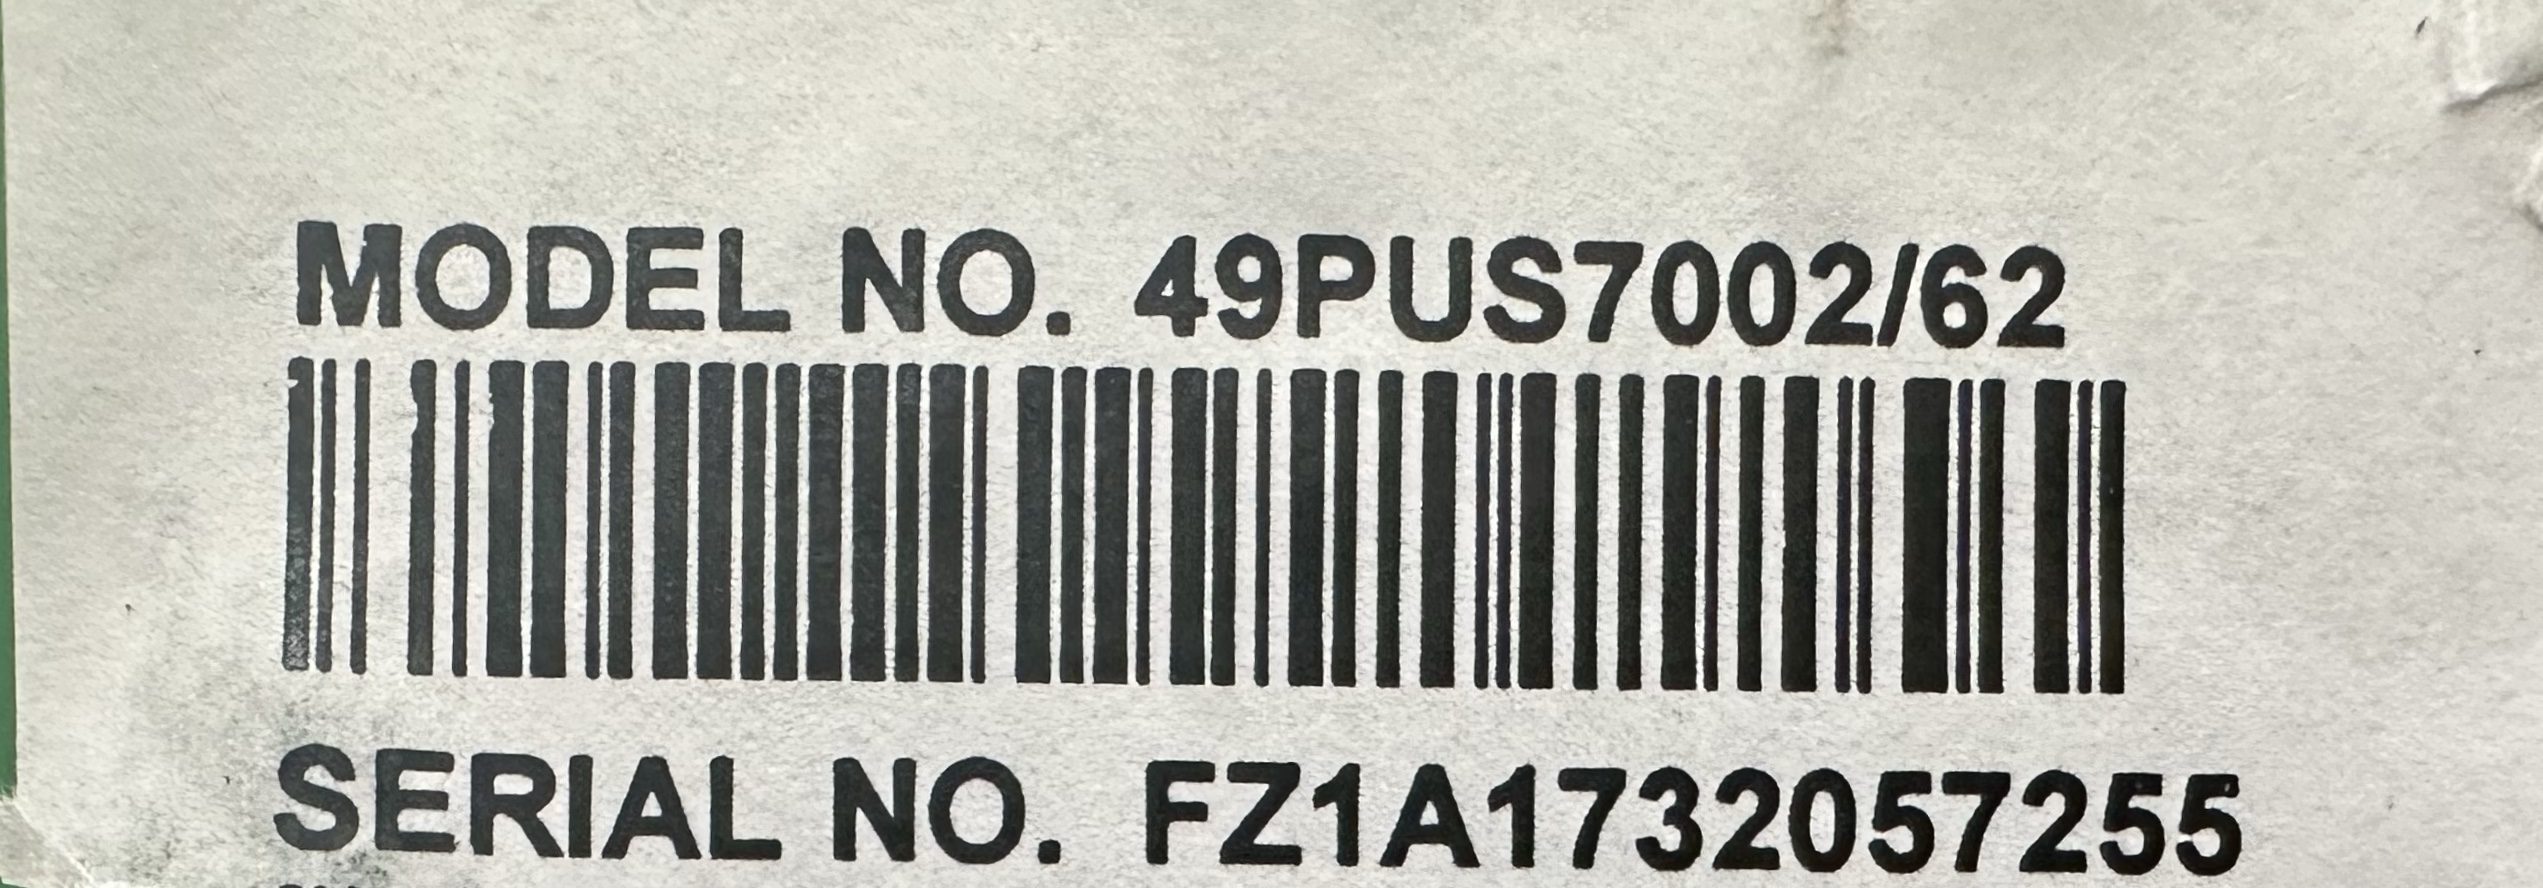 MODEL NO. 49PUS7002/62
SERIAL NO. FZ1A1732057255